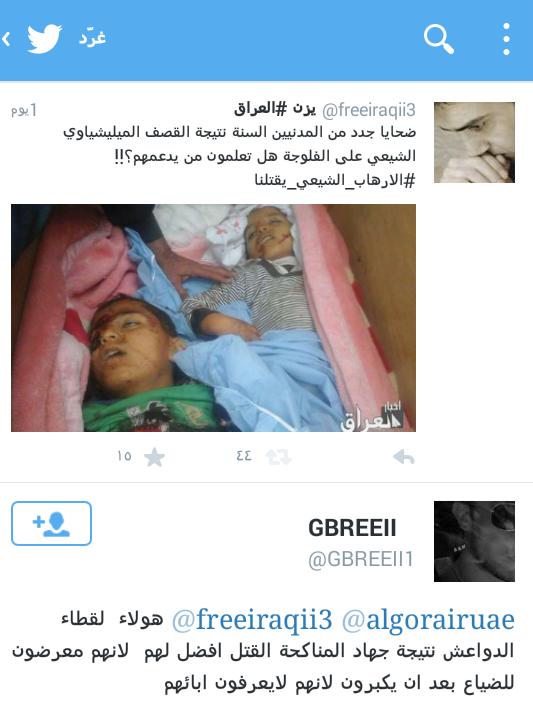 غرّد
يزن #العراق @freeiraqii3 1يوم
ضحايا جدد من المدنيين السنة نتيجة القصف الميليشياوي
الشيعي على الفلوجة هل تعلمون من يدعمهم؟!!
#الارهاب_الشيعي_يقتلنا
أخبار
العراق
٤٤ ١٥
GBREEII
@GBREEII1
@freeiraqii3 @algorairuae هولاء لقطاء
الدواعش نتيجة جهاد المناكحة القتل افضل لهم لانهم معرضون
للضياع بعد ان يكبرون لانهم لايعرفون ابائهم